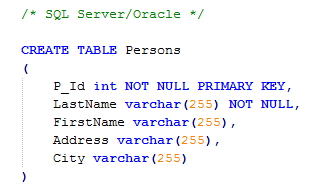 /* SQL Server/Oracle */
CREATE TABLE Persons
(
P_Id int NOT NULL PRIMARY KEY,
LastName varchar(255) NOT NULL,
FirstName varchar(255),
Address varchar(255),
City varchar(255)
)